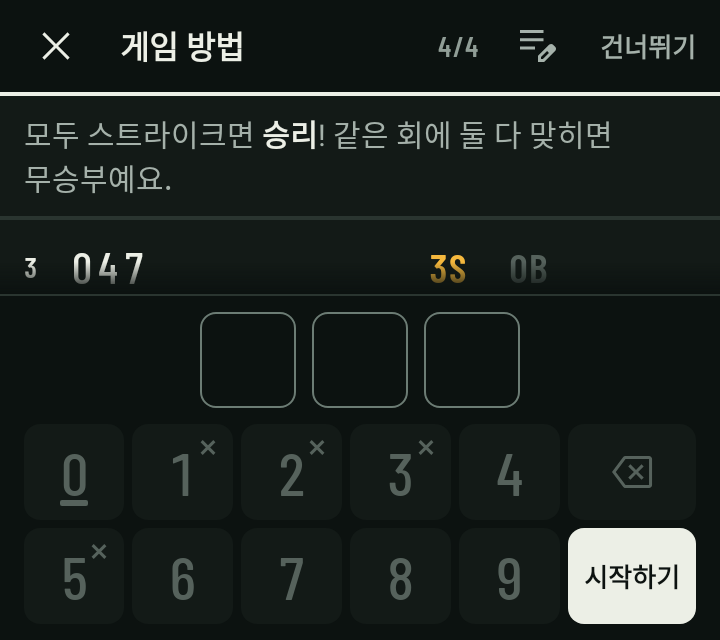 게임 방법 4/4 건너뛰기
모두 스트라이크면 승리! 같은 회에 둘 다 맞히면
무승부예요.
3 047 3S 0B
0 1 2 3 4
5 6 7 8 9 시작하기